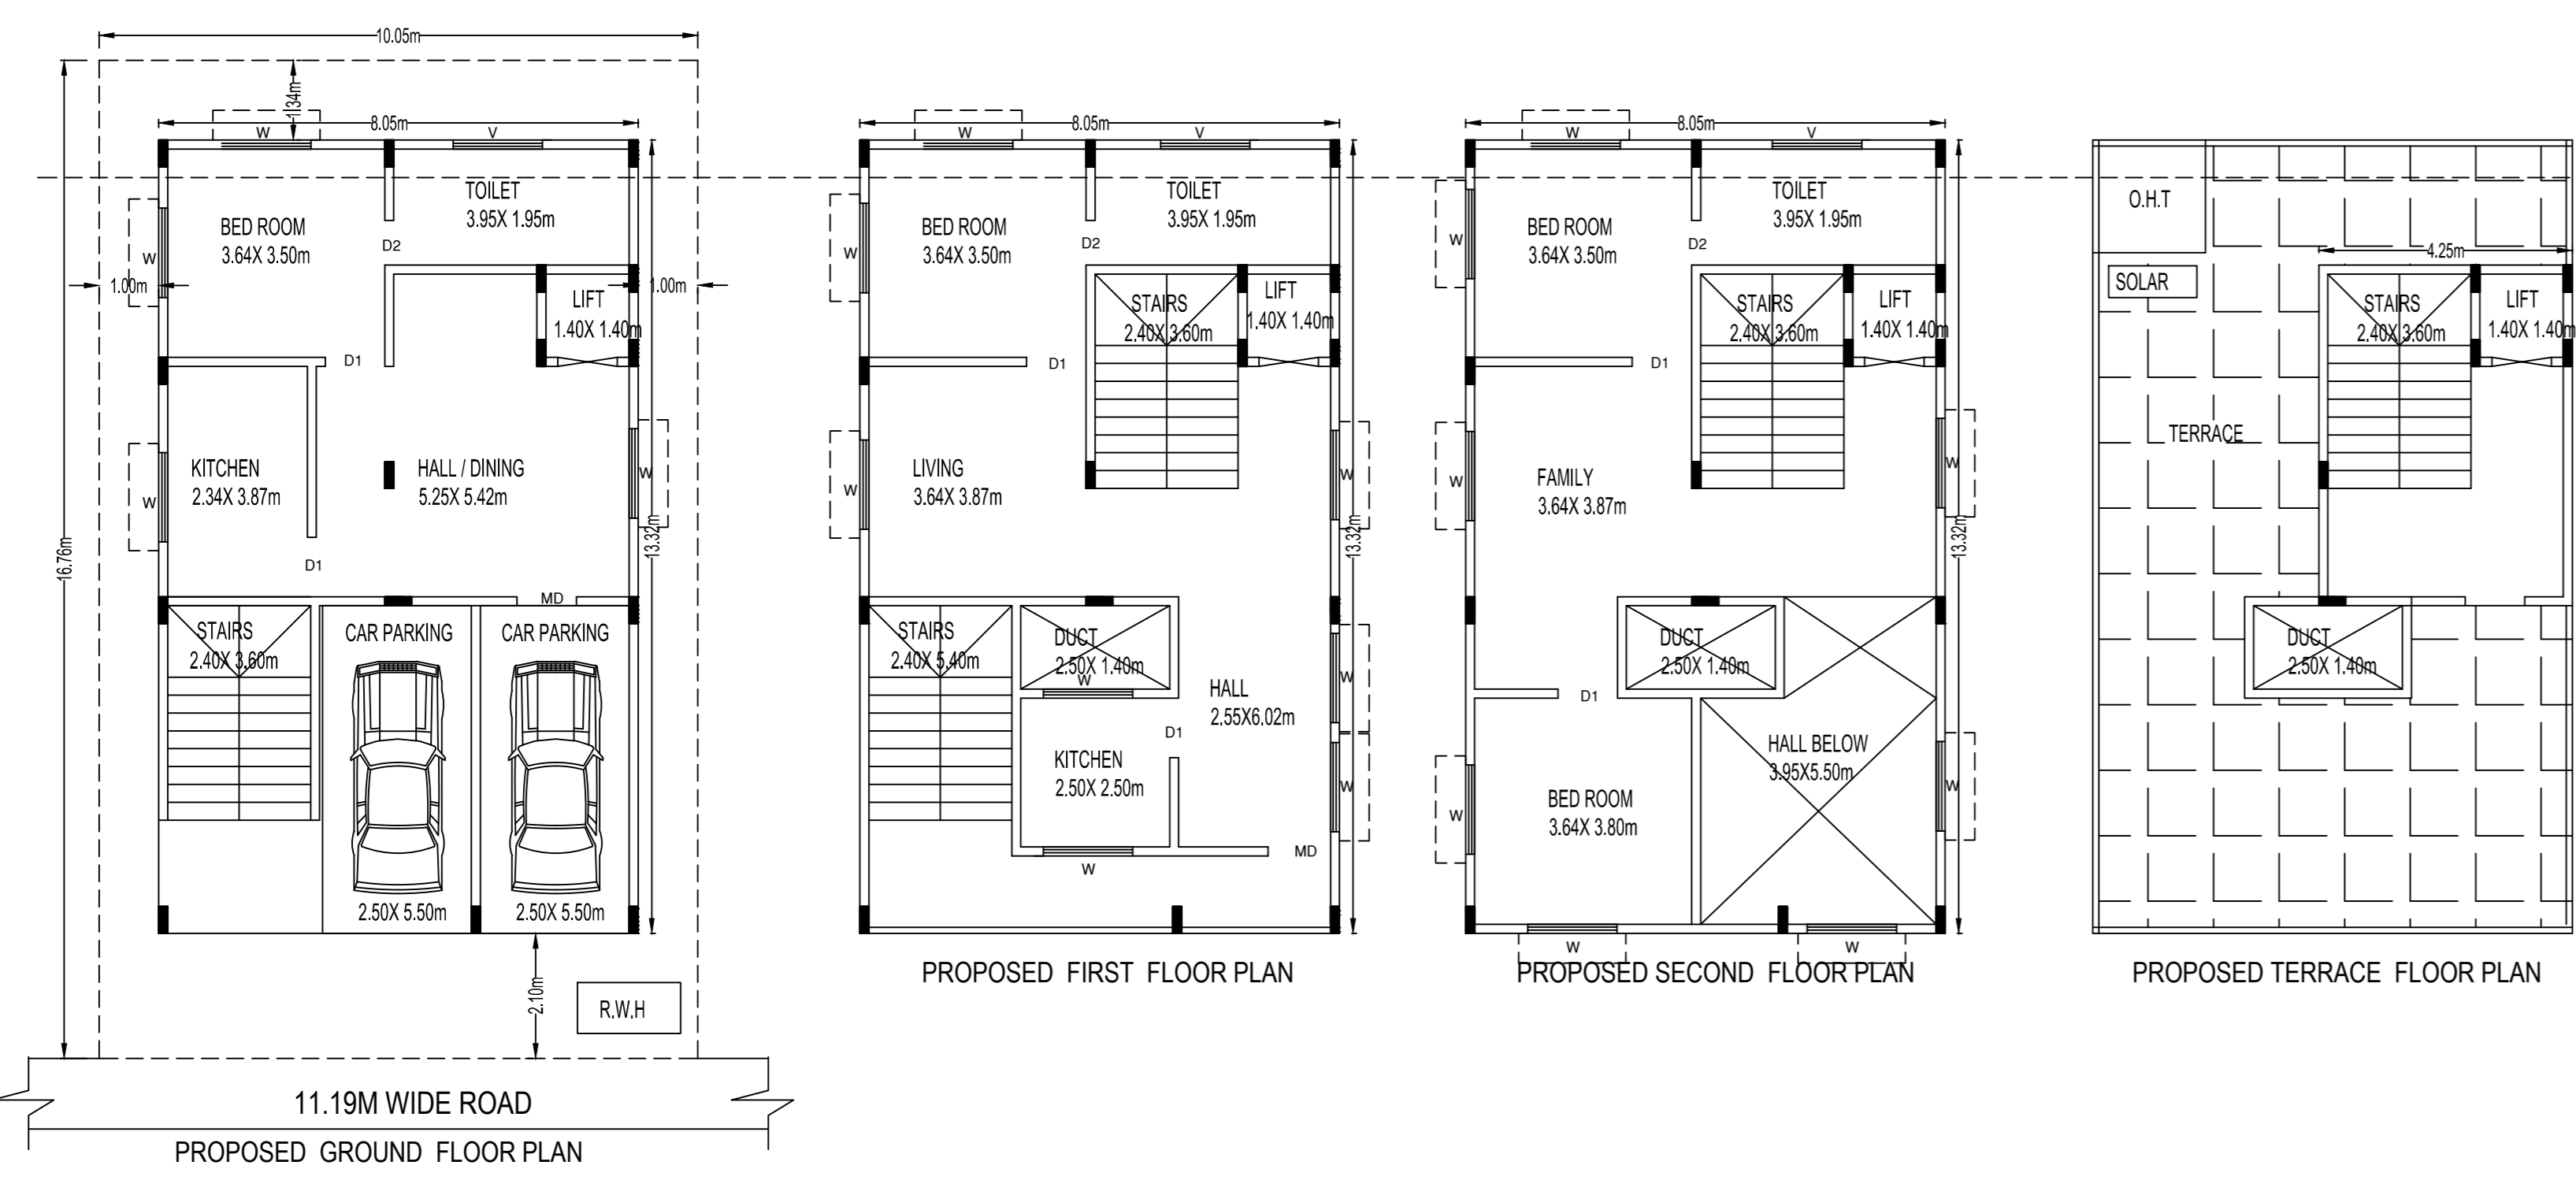 10.05m
1.34m
8.05m
W
V
TOILET
3.95X 1.95m
BED ROOM
3.64X 3.50m
D2
W
1.00m
1.00m
LIFT
1.40X 1.40m
D1
KITCHEN
2.34X 3.87m
HALL / DINING
5.25X 5.42m
W
W
13.32m
16.76m
D1
MD
STAIRS
2.40X 3.60m
CAR PARKING
CAR PARKING
2.50X 5.50m
2.50X 5.50m
2.10m
R.W.H
11.19M WIDE ROAD
PROPOSED GROUND FLOOR PLAN
8.05m
W
V
TOILET
3.95X 1.95m
BED ROOM
3.64X 3.50m
D2
W
STAIRS
2.40X 3.60m
LIFT
1.40X 1.40m
D1
LIVING
3.64X 3.87m
W
W
13.32m
STAIRS
2.40X 5.40m
DUCT
2.50X 1.40m
W
HALL
2.55X6.02m
W
D1
KITCHEN
2.50X 2.50m
W
MD
W
PROPOSED FIRST FLOOR PLAN
8.05m
W
V
TOILET
3.95X 1.95m
BED ROOM
3.64X 3.50m
D2
W
STAIRS
2.40X 3.60m
LIFT
1.40X 1.40m
D1
FAMILY
3.64X 3.87m
W
W
13.32m
DUCT
2.50X 1.40m
D1
HALL BELOW
3.95X5.50m
W
BED ROOM
3.64X 3.80m
W
W
W
PROPOSED SECOND FLOOR PLAN
O.H.T
4.25m
SOLAR
STAIRS
2.40X 3.60m
LIFT
1.40X 1.40m
TERRACE
DUCT
2.50X 1.40m
PROPOSED TERRACE FLOOR PLAN